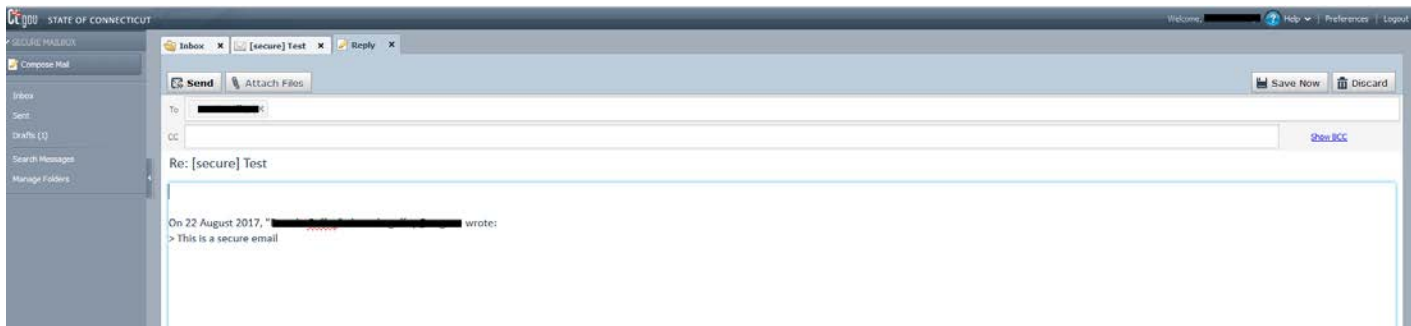 CT.gov STATE OF CONNECTICUT
Welcome, Help | Preferences | Logout
SECURE MAILBOX
Compose Mail
Inbox
Sent
Drafts (1)
Search Messages
Manage Folders
Inbox x [secure] Test x Reply x
Send Attach Files Save Now Discard
To x
CC Show BCC
Re: [secure] Test
On 22 August 2017, " wrote:
> This is a secure email